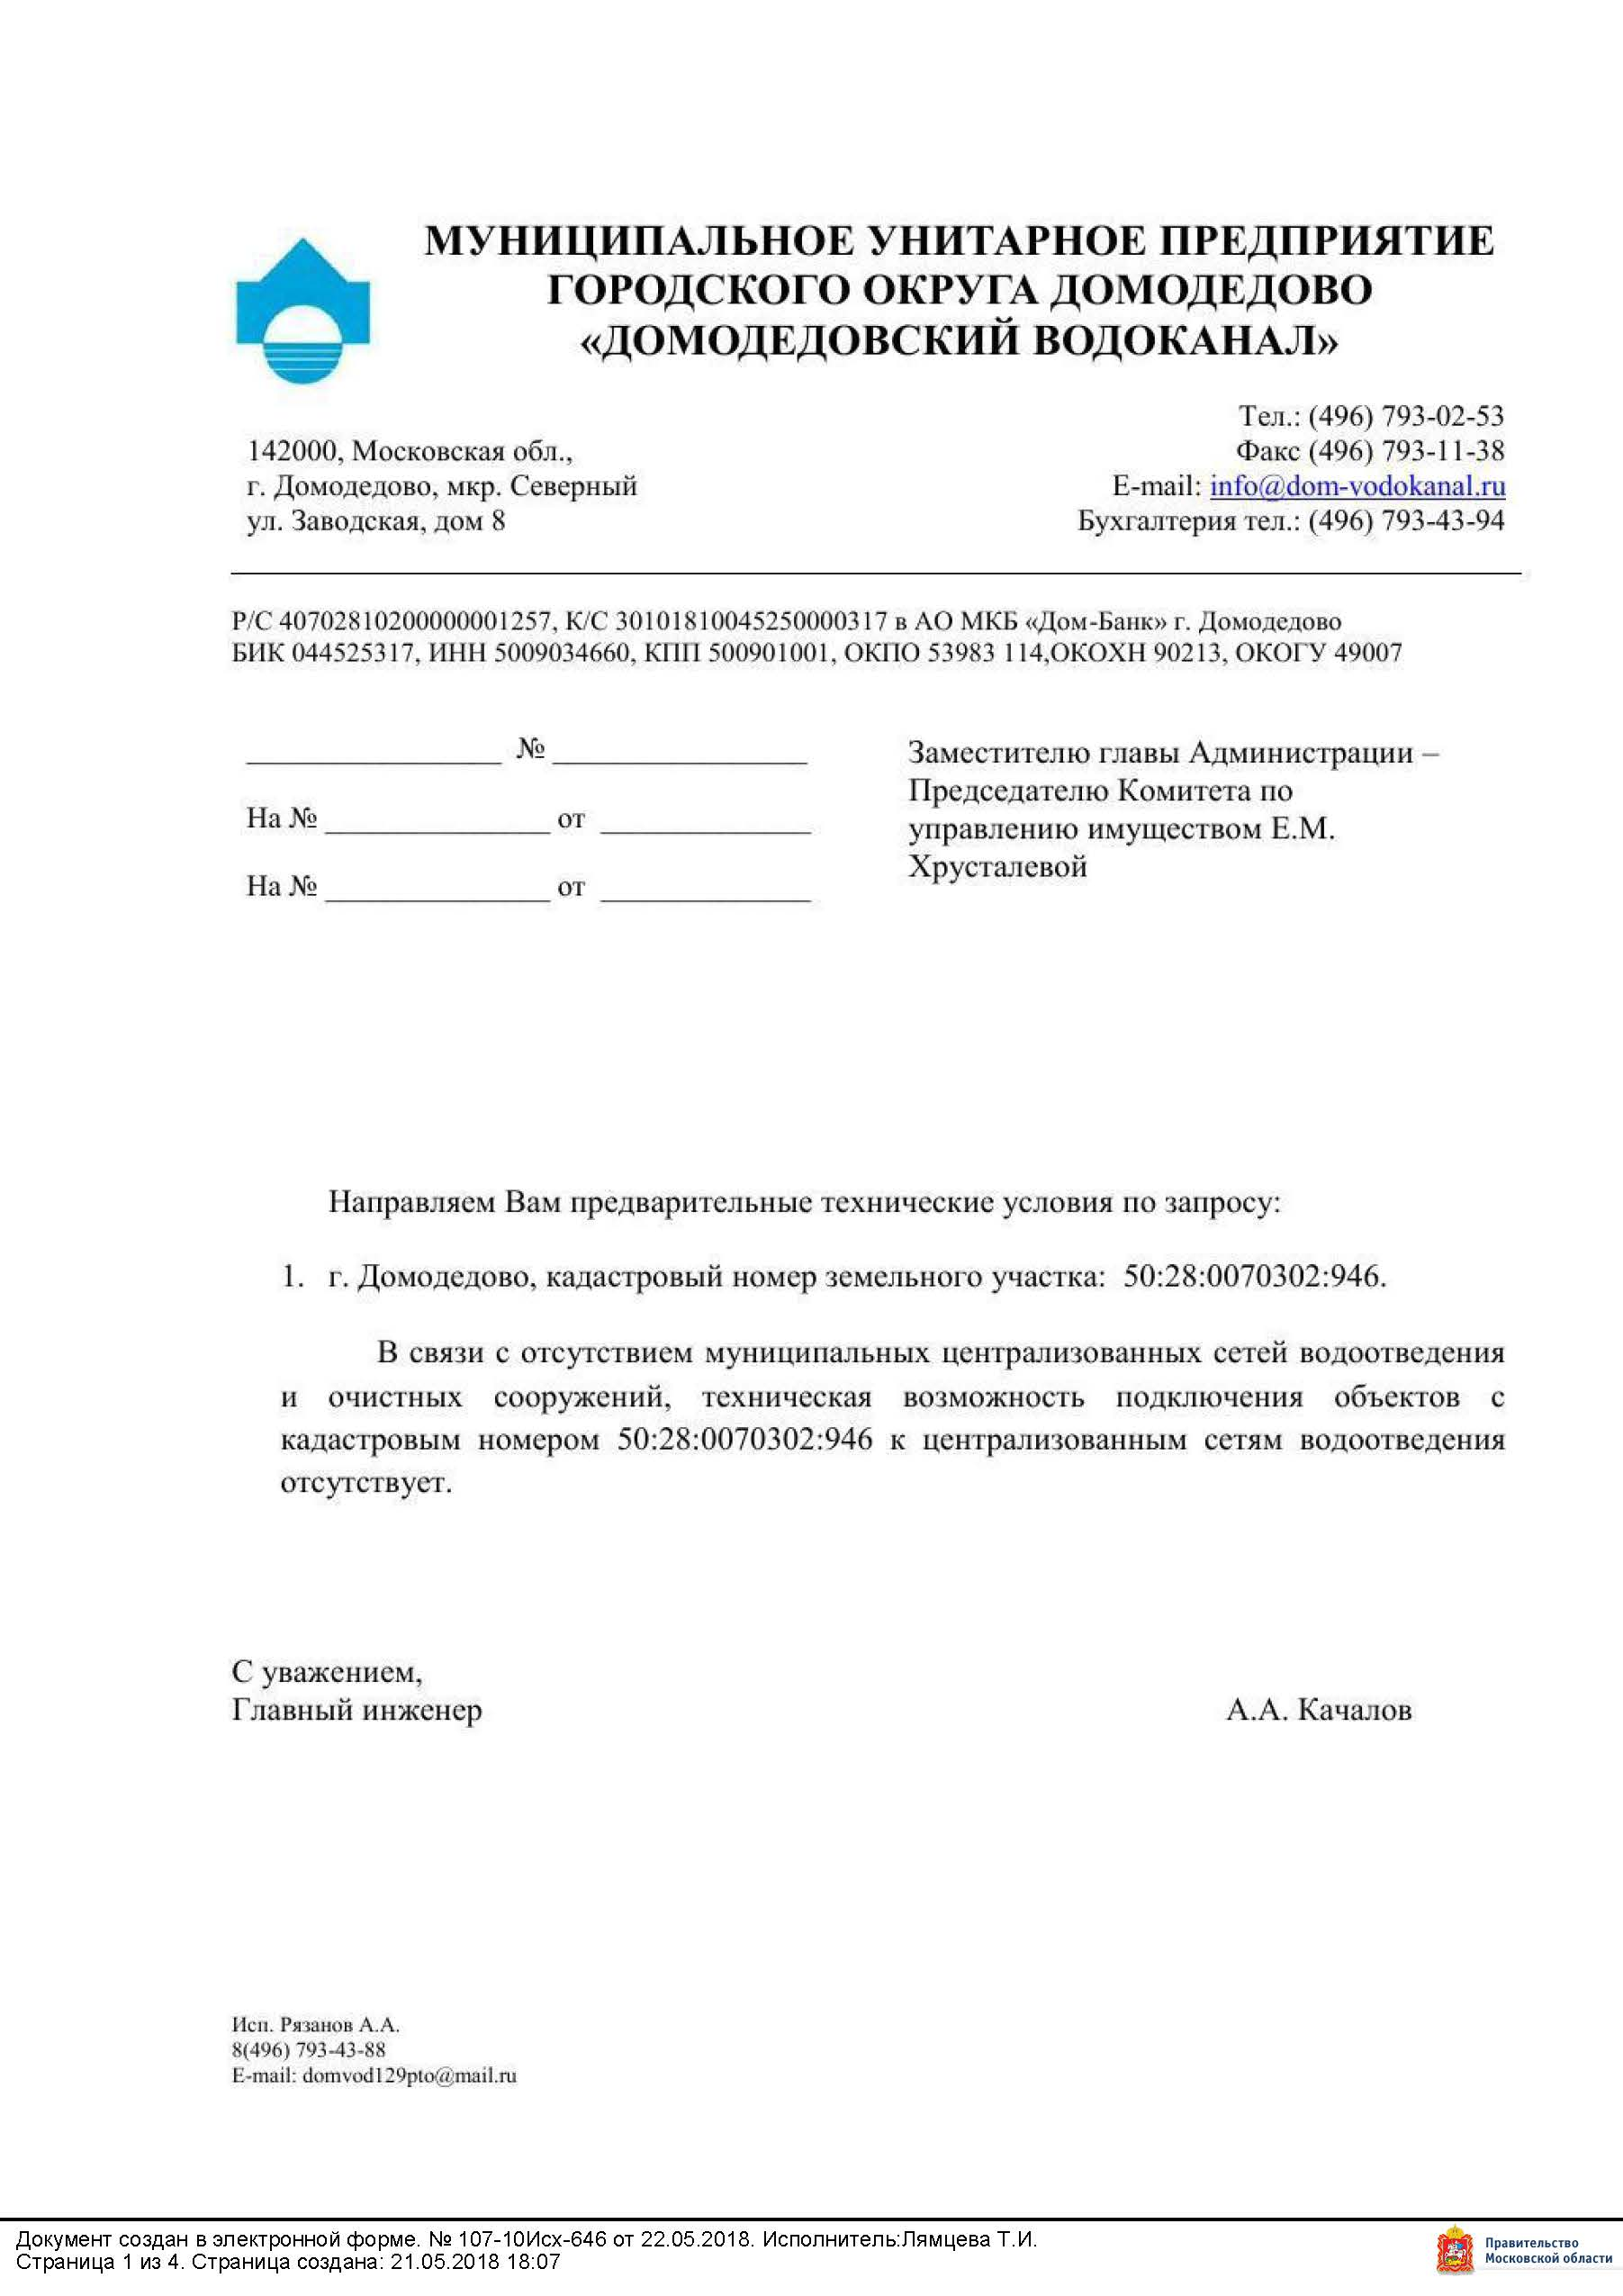 МУНИЦИПАЛЬНОЕ УНИТАРНОЕ ПРЕДПРИЯТИЕ
ГОРОДСКОГО ОКРУГА ДОМОДЕДОВО
«ДОМОДЕДОВСКИЙ ВОДОКАНАЛ»
142000, Московская обл.,
г. Домодедово, мкр. Северный
ул. Заводская, дом 8
Тел.: (496) 793-02-53
Факс (496) 793-11-38
E-mail: info@dom-vodokanal.ru
Бухгалтерия тел.: (496) 793-43-94
Р/С 40702810200000001257, К/С 30101810045250000317 в АО МКБ «Дом-Банк» г. Домодедово
БИК 044525317, ИНН 5009034660, КПП 500901001, ОКПО 53983 114,ОКОХН 90213, ОКОГУ 49007
_________________ № _________________
На № _______________ от ______________
На № _______________ от ______________
Заместителю главы Администрации –
Председателю Комитета по
управлению имуществом Е.М.
Хрусталевой
Направляем Вам предварительные технические условия по запросу:
1. г. Домодедово, кадастровый номер земельного участка: 50:28:0070302:946.
В связи с отсутствием муниципальных централизованных сетей водоотведения
и очистных сооружений, техническая возможность подключения объектов с
кадастровым номером 50:28:0070302:946 к централизованным сетям водоотведения
отсутствует.
С уважением,
Главный инженер А.А. Качалов
Исп. Рязанов А.А.
8(496) 793-43-88
E-mail: domvod129pto@mail.ru
Документ создан в электронной форме. № 107-10Исх-646 от 22.05.2018. Исполнитель:Лямцева Т.И.
Страница 1 из 4. Страница создана: 21.05.2018 18:07
Правительство
Московской области